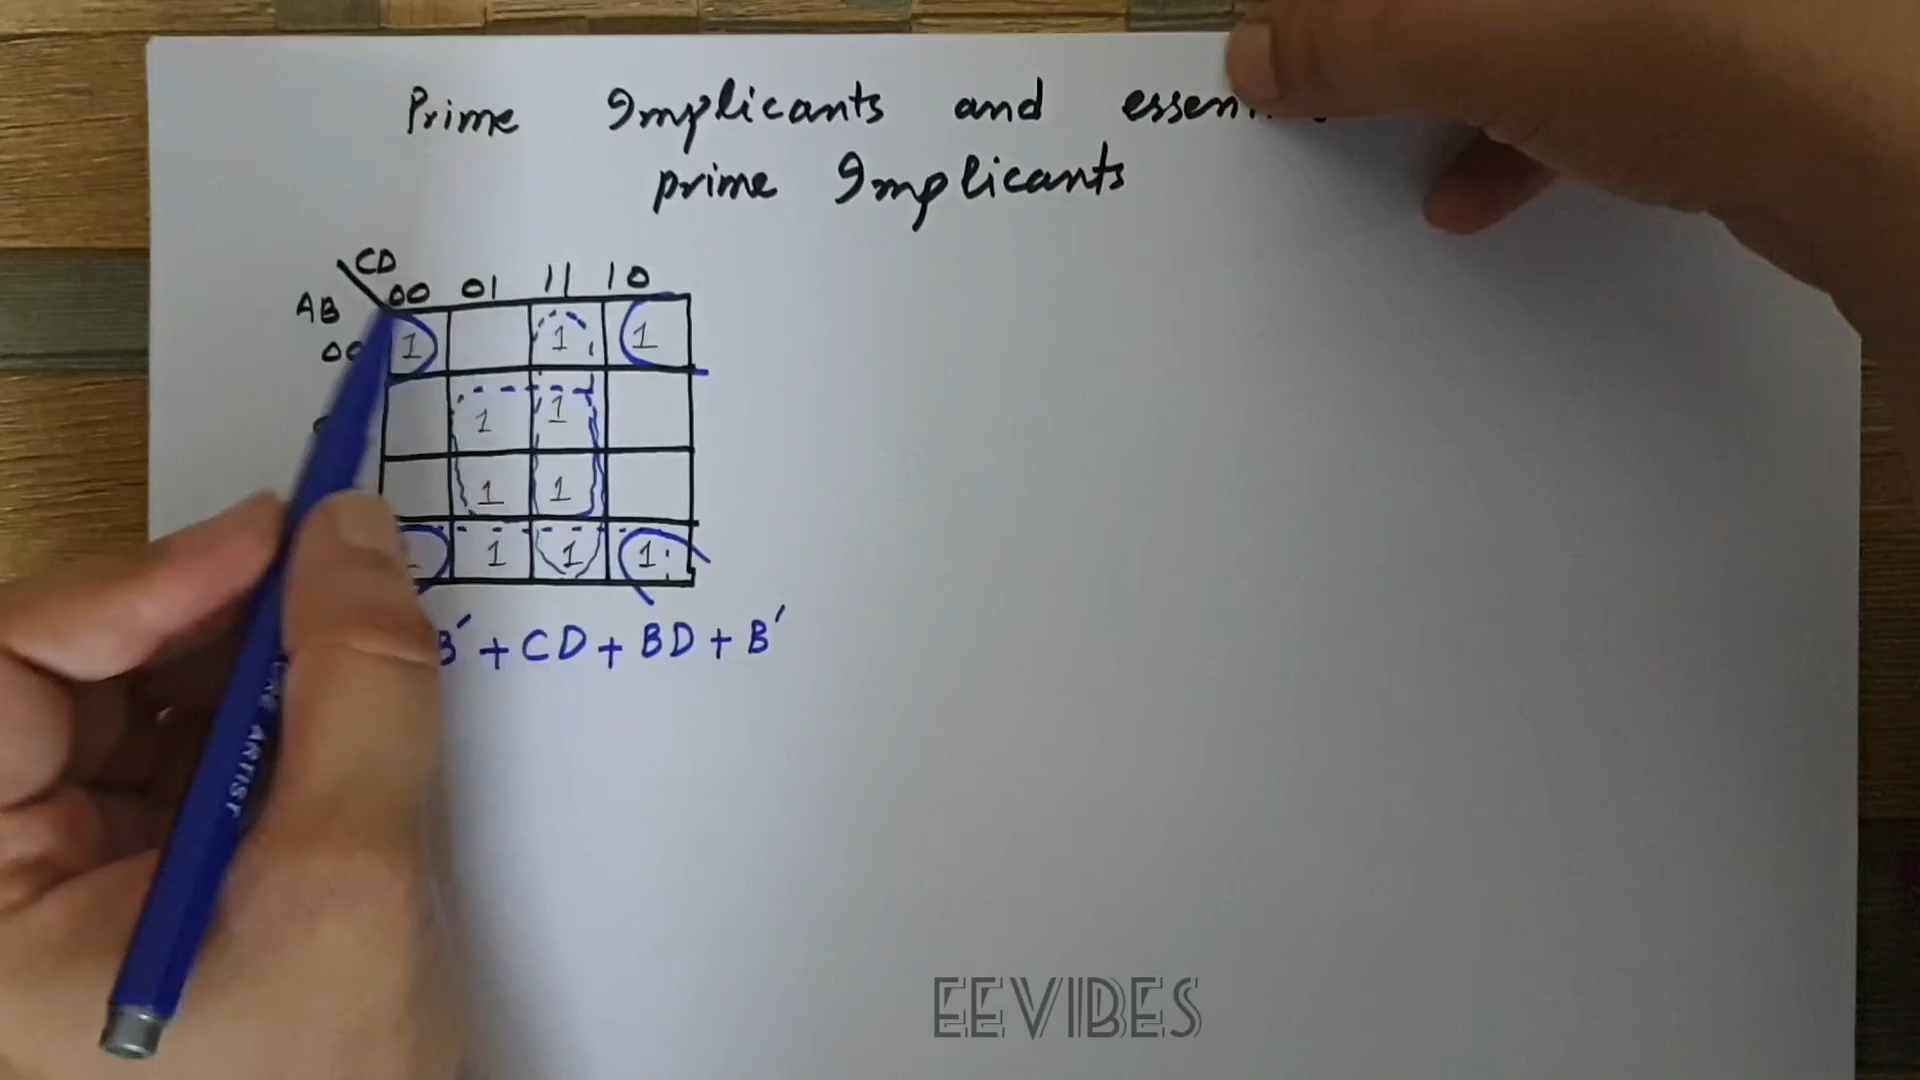 Prime Implicants and
prime Implicants
CD
AB 00 01 11 10
00 1 1 1
1 1
1 1
1 1 1
B' + CD + BD + B'
EEVIBES